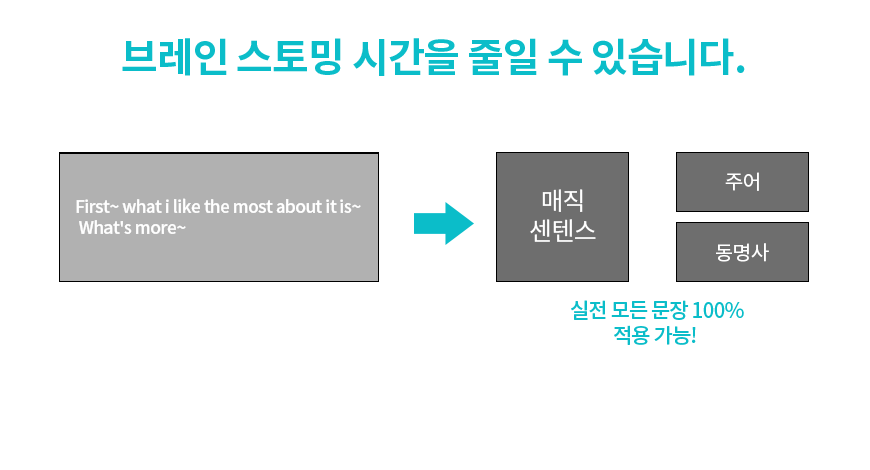 브레인 스토밍 시간을 줄일 수 있습니다.
First~ what i like the most about it is~
What's more~
매직
센텐스
주어
동명사
실전 모든 문장 100%
적용 가능!